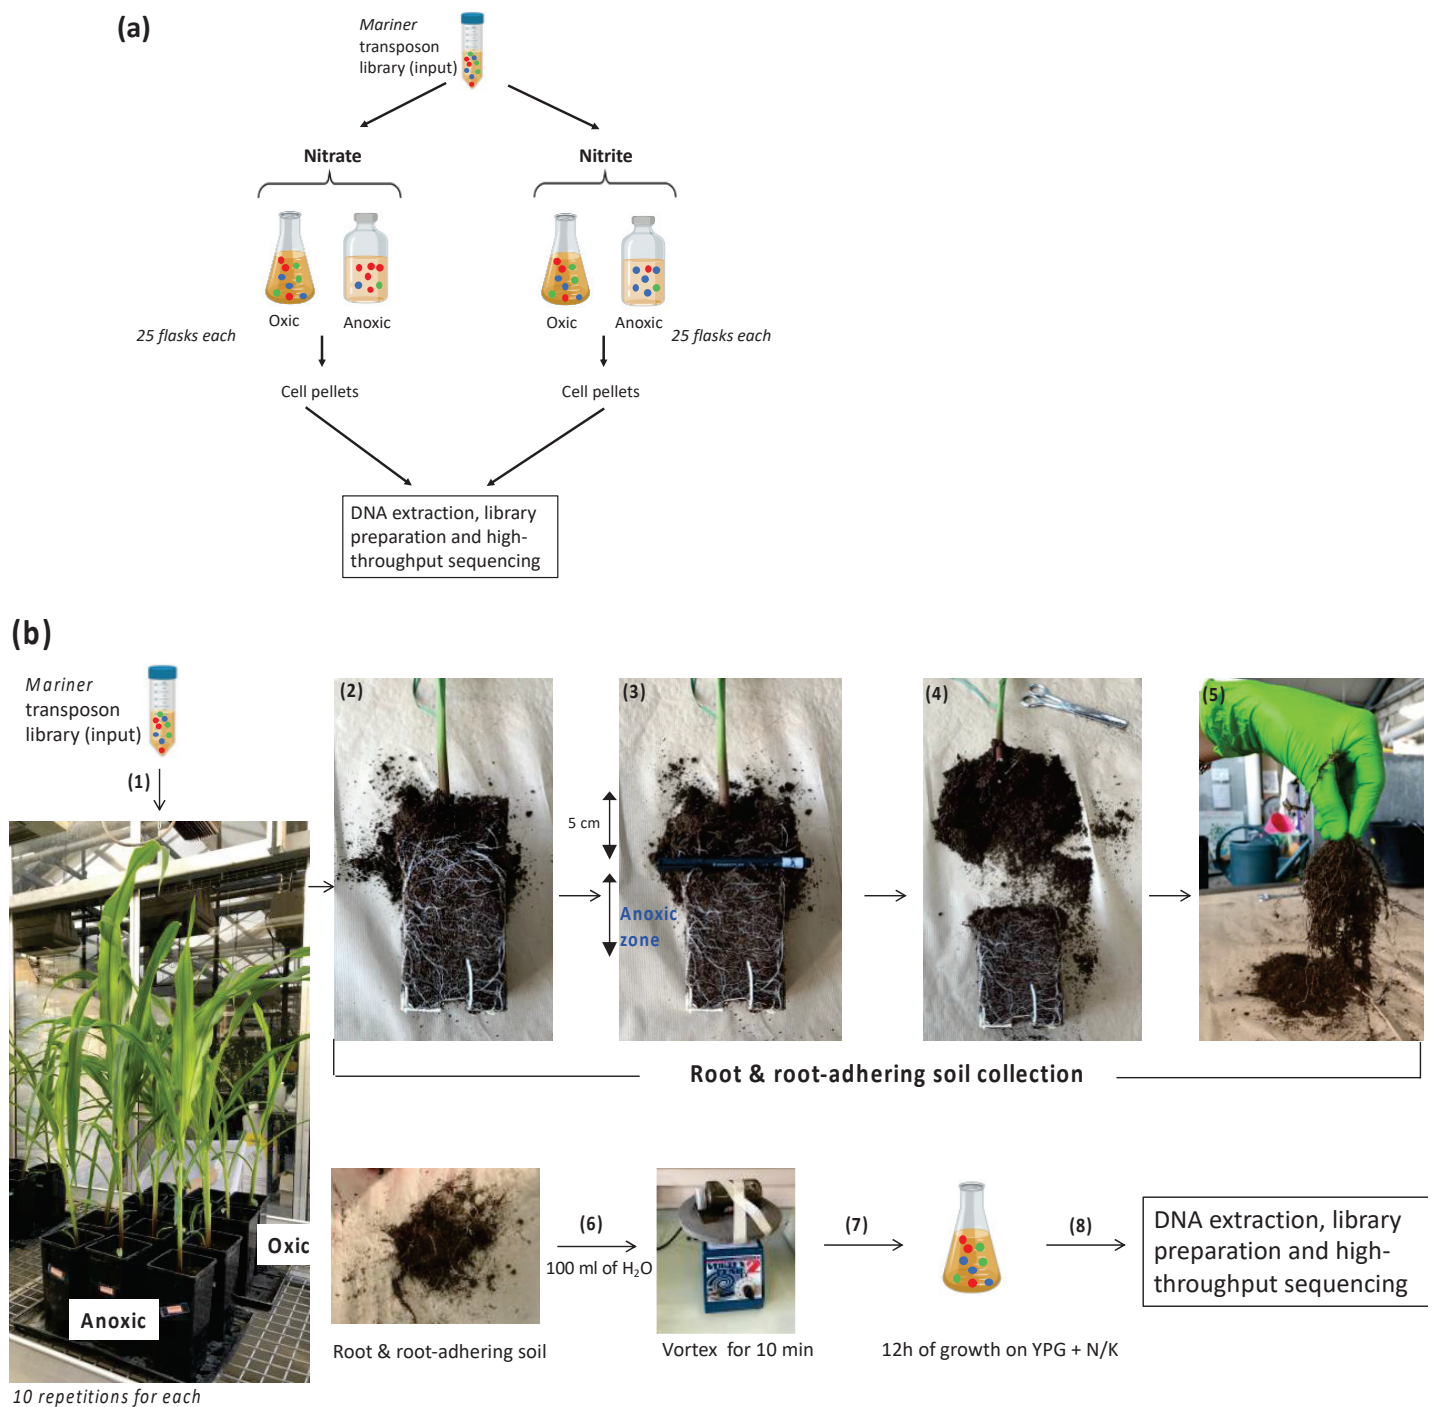 (a)
Mariner
transposon
library (input)
Nitrate
Nitrite
Oxic
Anoxic
Oxic
Anoxic
25 flasks each
25 flasks each
Cell pellets
Cell pellets
DNA extraction, library
preparation and high-
throughput sequencing
(b)
Mariner
transposon
library (input)
(1)
(2)
(3)
(4)
(5)
5 cm
Anoxic
zone
Root & root-adhering soil collection
Oxic
Anoxic
10 repetitions for each
(6)
100 ml of H₂O
(7)
(8)
DNA extraction, library
preparation and high-
throughput sequencing
Root & root-adhering soil
Vortex for 10 min
12h of growth on YPG + N/K